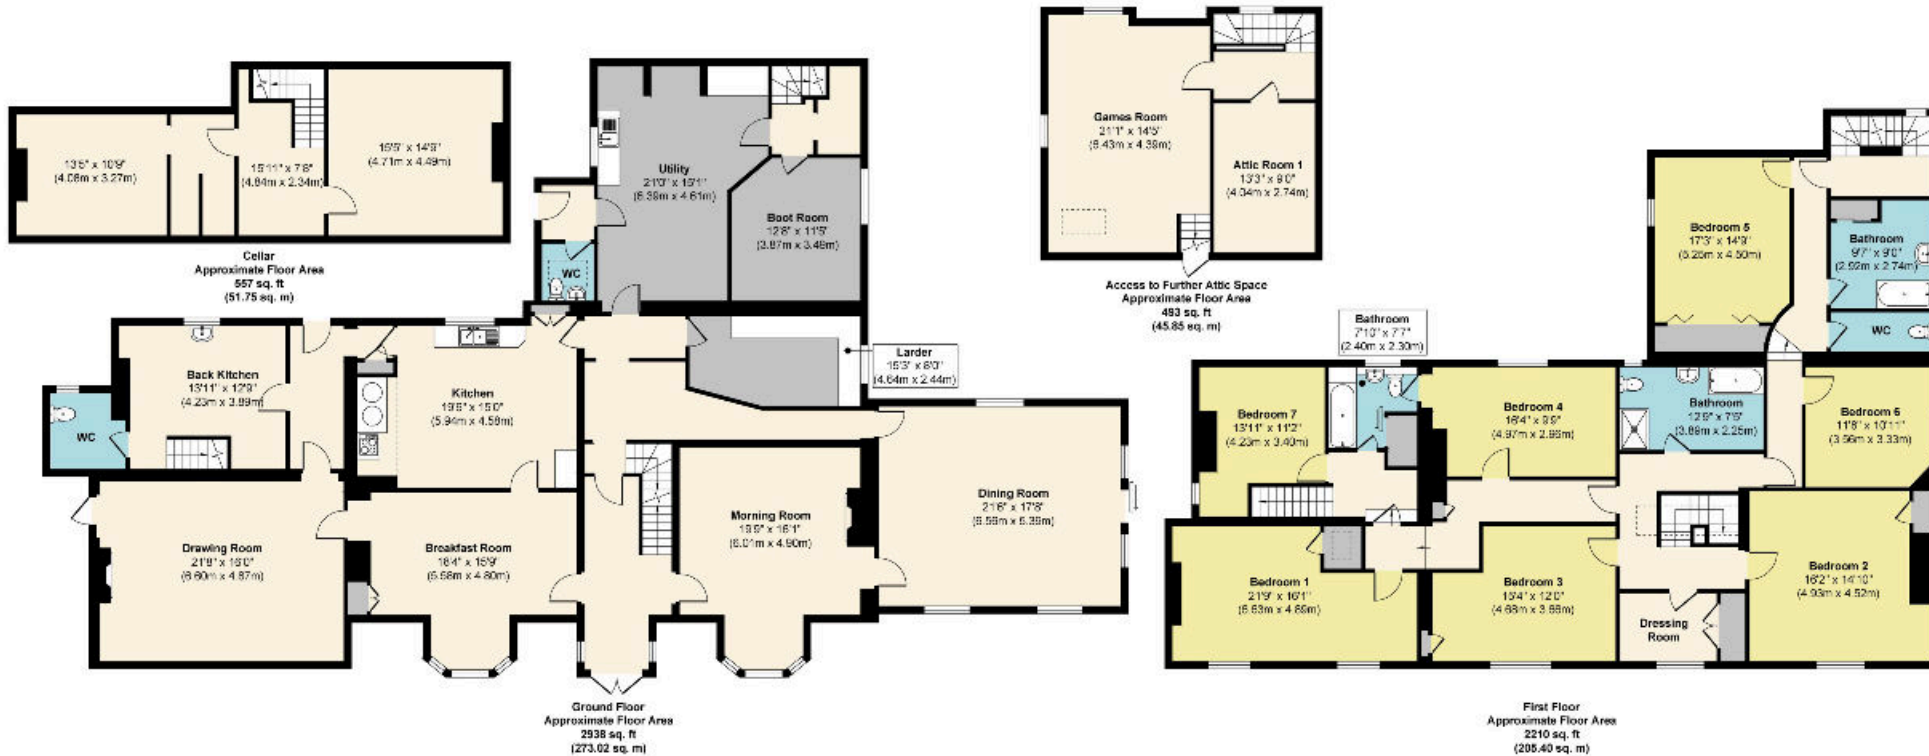 13'5" x 10'9"
(4.08m x 3.27m)
15'11" x 7'8"
(4.84m x 2.34m)
15'5" x 14'9"
(4.71m x 4.49m)
Cellar
Approximate Floor Area
557 sq. ft
(51.75 sq. m)
Utility
21'0" x 15'1"
(6.39m x 4.61m)
Boot Room
12'8" x 11'5"
(3.87m x 3.49m)
WC
Back Kitchen
13'11" x 12'9"
(4.23m x 3.89m)
WC
Kitchen
19'6" x 15'0"
(5.94m x 4.58m)
Larder
15'3" x 8'0"
(4.64m x 2.44m)
Drawing Room
21'8" x 16'0"
(6.60m x 4.87m)
Breakfast Room
18'4" x 15'9"
(5.58m x 4.80m)
Morning Room
19'9" x 16'1"
(6.01m x 4.90m)
Dining Room
21'6" x 17'8"
(6.56m x 5.39m)
Ground Floor
Approximate Floor Area
2938 sq. ft
(273.02 sq. m)
Games Room
21'1" x 14'5"
(6.43m x 4.39m)
Attic Room 1
13'3" x 9'0"
(4.04m x 2.74m)
Access to Further Attic Space
Approximate Floor Area
493 sq. ft
(45.85 sq. m)
Bedroom 5
17'3" x 14'9"
(5.25m x 4.50m)
Bathroom
9'7" x 9'0"
(2.92m x 2.74m)
WC
Bathroom
7'10" x 7'7"
(2.40m x 2.30m)
Bedroom 7
13'11" x 11'2"
(4.23m x 3.40m)
Bedroom 4
16'4" x 9'9"
(4.97m x 2.96m)
Bathroom
12'9" x 7'5"
(3.89m x 2.25m)
Bedroom 6
11'8" x 10'11"
(3.56m x 3.33m)
Bedroom 1
21'9" x 16'1"
(6.63m x 4.89m)
Bedroom 3
15'4" x 12'0"
(4.68m x 3.66m)
Dressing
Room
Bedroom 2
16'2" x 14'10"
(4.93m x 4.52m)
First Floor
Approximate Floor Area
2210 sq. ft
(205.40 sq. m)